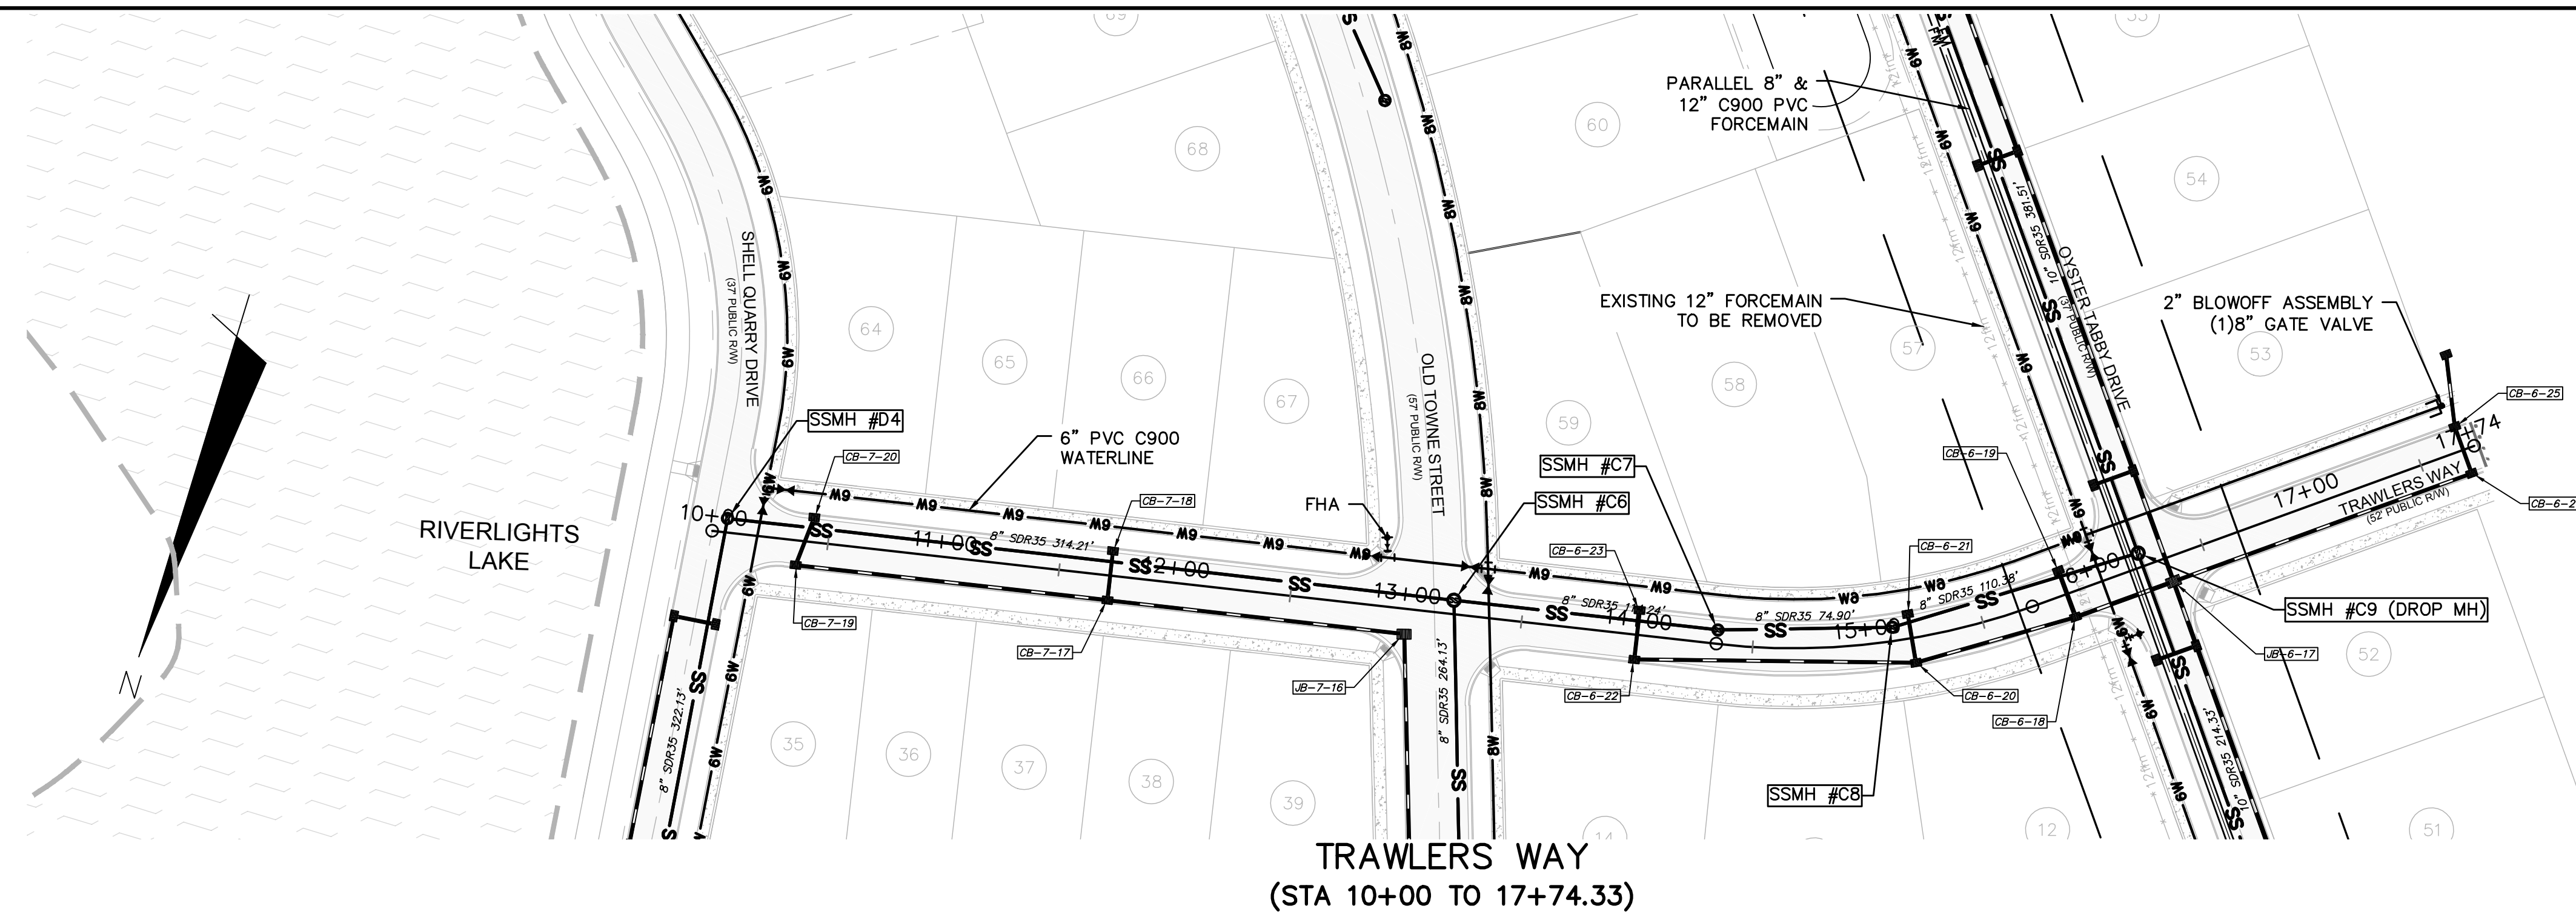 PARALLEL 8" &
12" C900 PVC
FORCEMAIN
EXISTING 12" FORCEMAIN
TO BE REMOVED
2" BLOWOFF ASSEMBLY
(1)8" GATE VALVE
SHELL QUARRY DRIVE
(37' PUBLIC R/W)
OLD TOWNE STREET
(57' PUBLIC R/W)
OYSTER TABBY DRIVE
(37' PUBLIC R/W)
TRAWLERS WAY
(52' PUBLIC R/W)
RIVERLIGHTS
LAKE
N
SSMH #D4
6" PVC C900
WATERLINE
FHA
SSMH #C7
SSMH #C6
SSMH #C8
SSMH #C9 (DROP MH)
CB-7-20
CB-7-18
CB-7-19
CB-7-17
JB-7-16
CB-6-23
CB-6-21
CB-6-19
CB-6-25
CB-6-22
CB-6-20
CB-6-18
JB-6-17
10+00
11+00
12+00
13+00
14+00
15+00
17+00
17+74
8" SDR35 314.21'
8" SDR35 322.13'
8" SDR35 264.13'
8" SDR35 74.90'
8" SDR35 110.38'
10" SDR35 381.51'
10" SDR35 214.33'
SS
6W
8W
12fm
69
68
60
55
54
53
64
65
66
67
59
58
57
52
51
35
36
37
38
39
14
12
TRAWLERS WAY
(STA 10+00 TO 17+74.33)